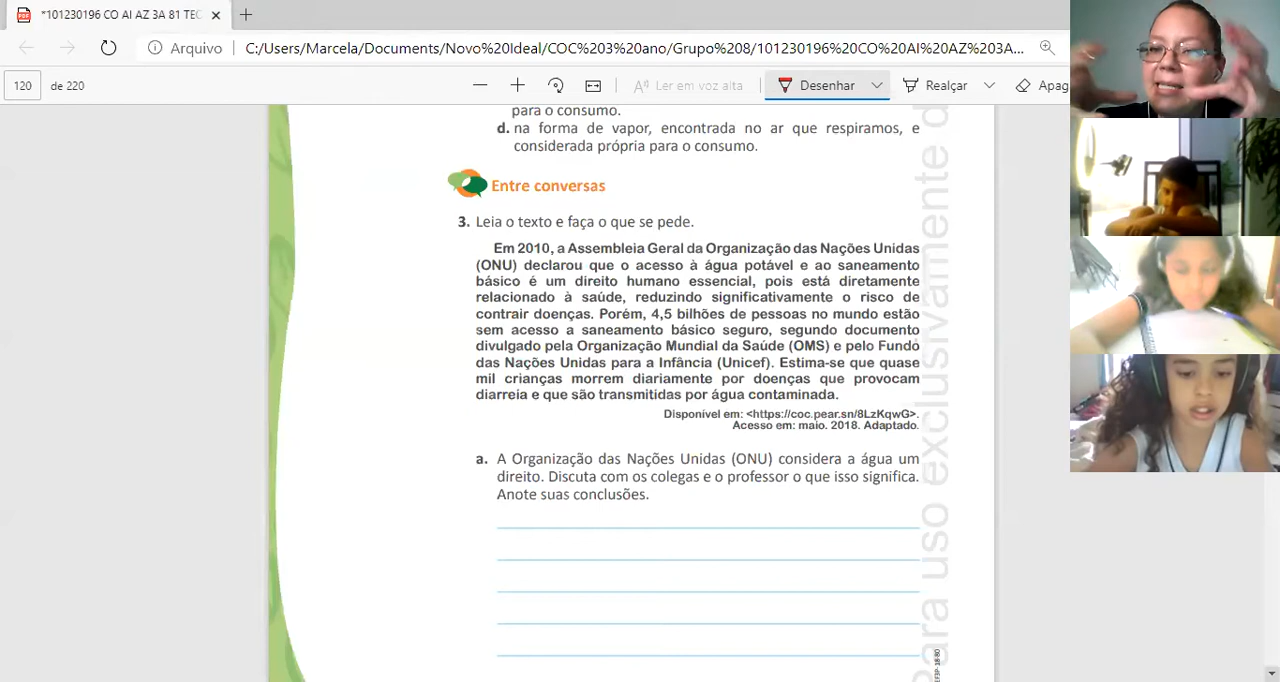 *101230196 CO AI AZ 3A 81 TEC
Arquivo
C:/Users/Marcela/Documents/Novo%20Ideal/COC%203%20ano/Grupo%208/101230196%20CO%20AI%20AZ%203A...
120 de 220
Ler em voz alta
Desenhar
Realçar
Apag
para o consumo.
d. na forma de vapor, encontrada no ar que respiramos, e
considerada própria para o consumo.
Entre conversas
3. Leia o texto e faça o que se pede.
Em 2010, a Assembleia Geral da Organização das Nações Unidas
(ONU) declarou que o acesso à água potável e ao saneamento
básico é um direito humano essencial, pois está diretamente
relacionado à saúde, reduzindo significativamente o risco de
contrair doenças. Porém, 4,5 bilhões de pessoas no mundo estão
sem acesso a saneamento básico seguro, segundo documento
divulgado pela Organização Mundial da Saúde (OMS) e pelo Fundo
das Nações Unidas para a Infância (Unicef). Estima-se que quase
mil crianças morrem diariamente por doenças que provocam
diarreia e que são transmitidas por água contaminada.
Disponível em: <https://coc.pear.sn/8LzKqwG>.
Acesso em: maio. 2018. Adaptado.
a. A Organização das Nações Unidas (ONU) considera a água um
direito. Discuta com os colegas e o professor o que isso significa.
Anote suas conclusões.
Para uso exclusivamente d